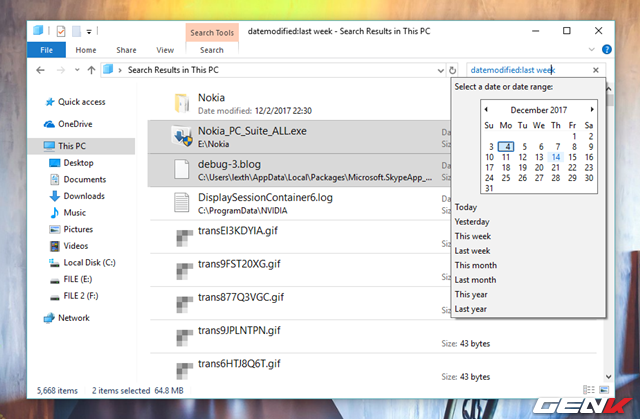 Search Tools
datemodified:last week - Search Results in This PC
File
Home
Share
View
Search
Search Results in This PC
datemodified:last week
Quick access
OneDrive
This PC
Desktop
Documents
Downloads
Music
Pictures
Videos
Local Disk (C:)
FILE (E:)
FILE 2 (F:)
Network
Nokia
Date modified: 12/2/2017 22:30
Nokia_PC_Suite_ALL.exe
E:\Nokia
Da
Siz
debug-3.blog
C:\Users\lexth\AppData\Local\Packages\Microsoft.SkypeApp_...
Da
Siz
DisplaySessionContainer6.log
C:\ProgramData\NVIDIA
Da
Siz
transEI3KDYIA.gif
trans9FST20XG.gif
trans877Q3VGC.gif
trans9JPLNTPN.gif
Size: 43 bytes
trans6HTJ8Q6T.gif
Size: 43 bytes
Select a date or date range:
December 2017
Su Mo Tu We Th Fr Sa
1 2
3 4 5 6 7 8 9
10 11 12 13 14 15 16
17 18 19 20 21 22 23
24 25 26 27 28 29 30
31
Today
Yesterday
This week
Last week
This month
Last month
This year
Last year
5,668 items 2 items selected 64.8 MB
GENK